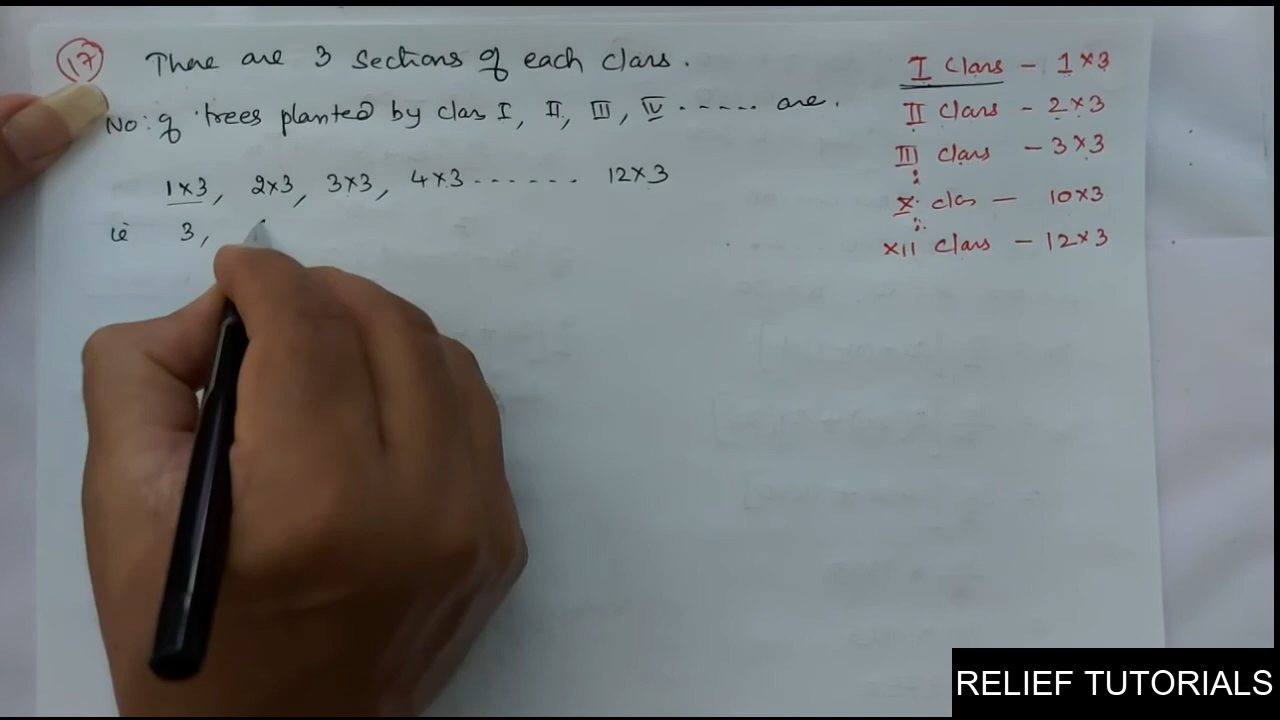 17 There are 3 sections of each class.
No: of trees planted by class I, II, III, IV ...... are.
1×3, 2×3, 3×3, 4×3 ...... 12×3
ie 3,
I Class - 1×3
II Class - 2×3
III Class - 3×3
:
X clas - 10×3
:
XII Class - 12×3
RELIEF TUTORIALS